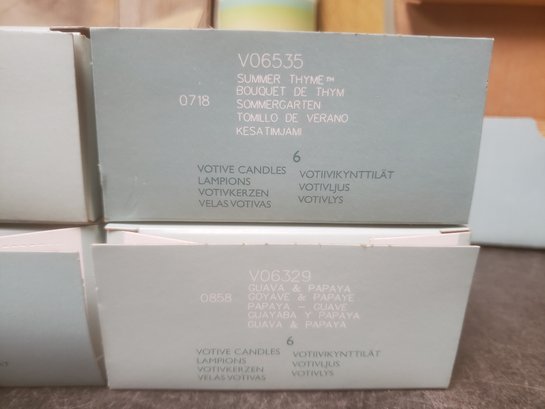 V06535
SUMMER THYME™
BOUQUET DE THYM
0718 SOMMERGARTEN
TOMILLO DE VERANO
KESATIMJAMI
6
VOTIVE CANDLES VOTIIVIKYNTTILÄT
LAMPIONS VOTIVLJUS
VOTIVKERZEN VOTIVLYS
VELAS VOTIVAS
V06329
GUAVA & PAPAYA
0858 GOYAVE & PAPAYE
PAPAYA - GUAVE
GUAYABA Y PAPAYA
GUAVA & PAPAYA
6
VOTIVE CANDLES VOTIIVIKYNTTILÄT
LAMPIONS VOTIVLJUS
VOTIVKERZEN VOTIVLYS
VELAS VOTIVAS